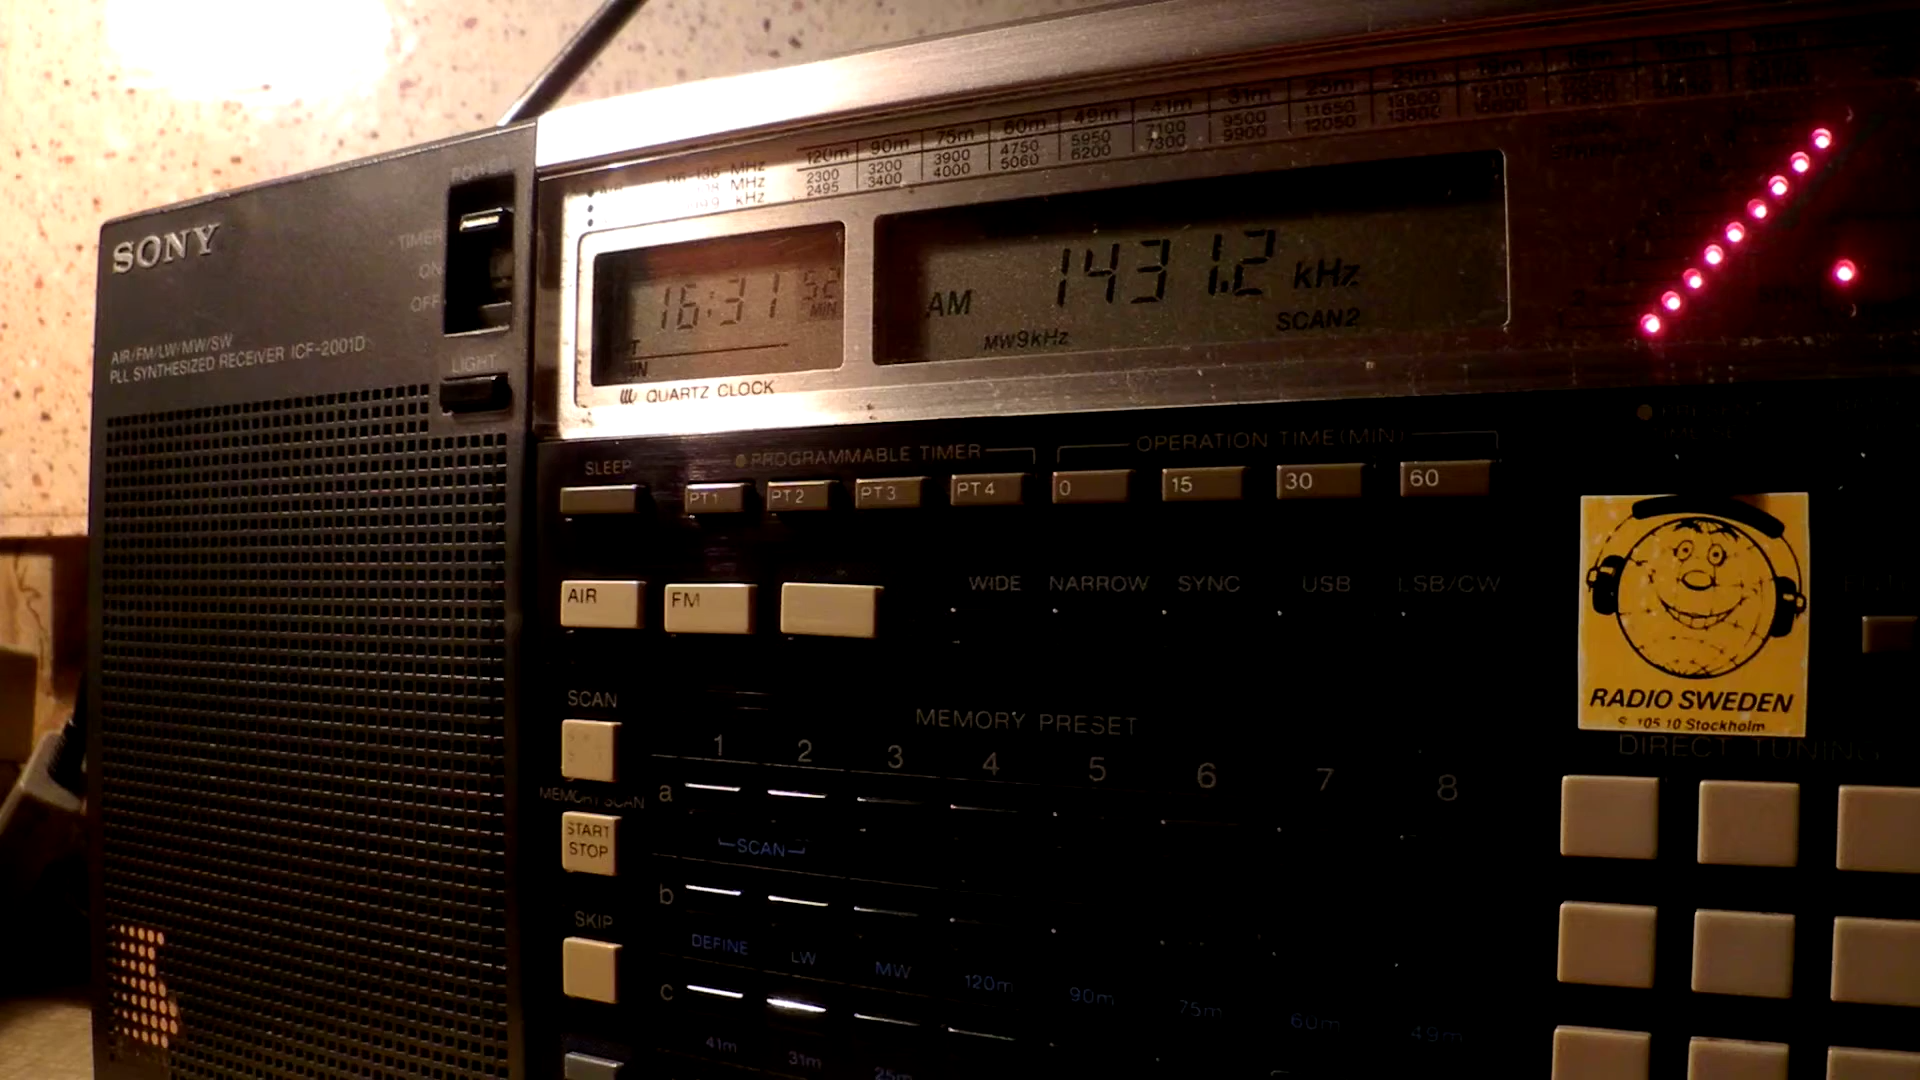 SONY
POWER
TIMER
ON
OFF
AIR/FM/LW/MW/SW
PLL SYNTHESIZED RECEIVER ICF-2001D
LIGHT
MHz
MHz
kHz
120m 90m 75m 60m 49m 41m 31m 25m
2300 3200 3900 4750 5950 7100 9500 11650
2495 3400 4000 5060 6200 7300 9900 12050
16:31 52
MIN
QUARTZ CLOCK
AM 1431.2 kHz
MW9kHz SCAN2
SLEEP
PROGRAMMABLE TIMER
OPERATION TIME(MIN)
PT1 PT2 PT3 PT4 0 15 30 60
AIR FM
WIDE NARROW SYNC USB LSB/CW
RADIO SWEDEN
S 105 10 Stockholm
DIRECT TUNING
SCAN
MEMORY PRESET
1 2 3 4 5 6 7 8
MEMORY SCAN
a
START
STOP
SCAN
b
SKIP
DEFINE LW MW 120m 90m 75m 60m 49m
c
41m 31m 25m